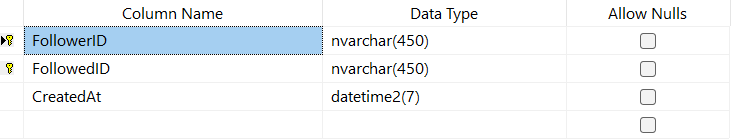 Column Name Data Type Allow Nulls
FollowerID nvarchar(450)
FollowedID nvarchar(450)
CreatedAt datetime2(7)